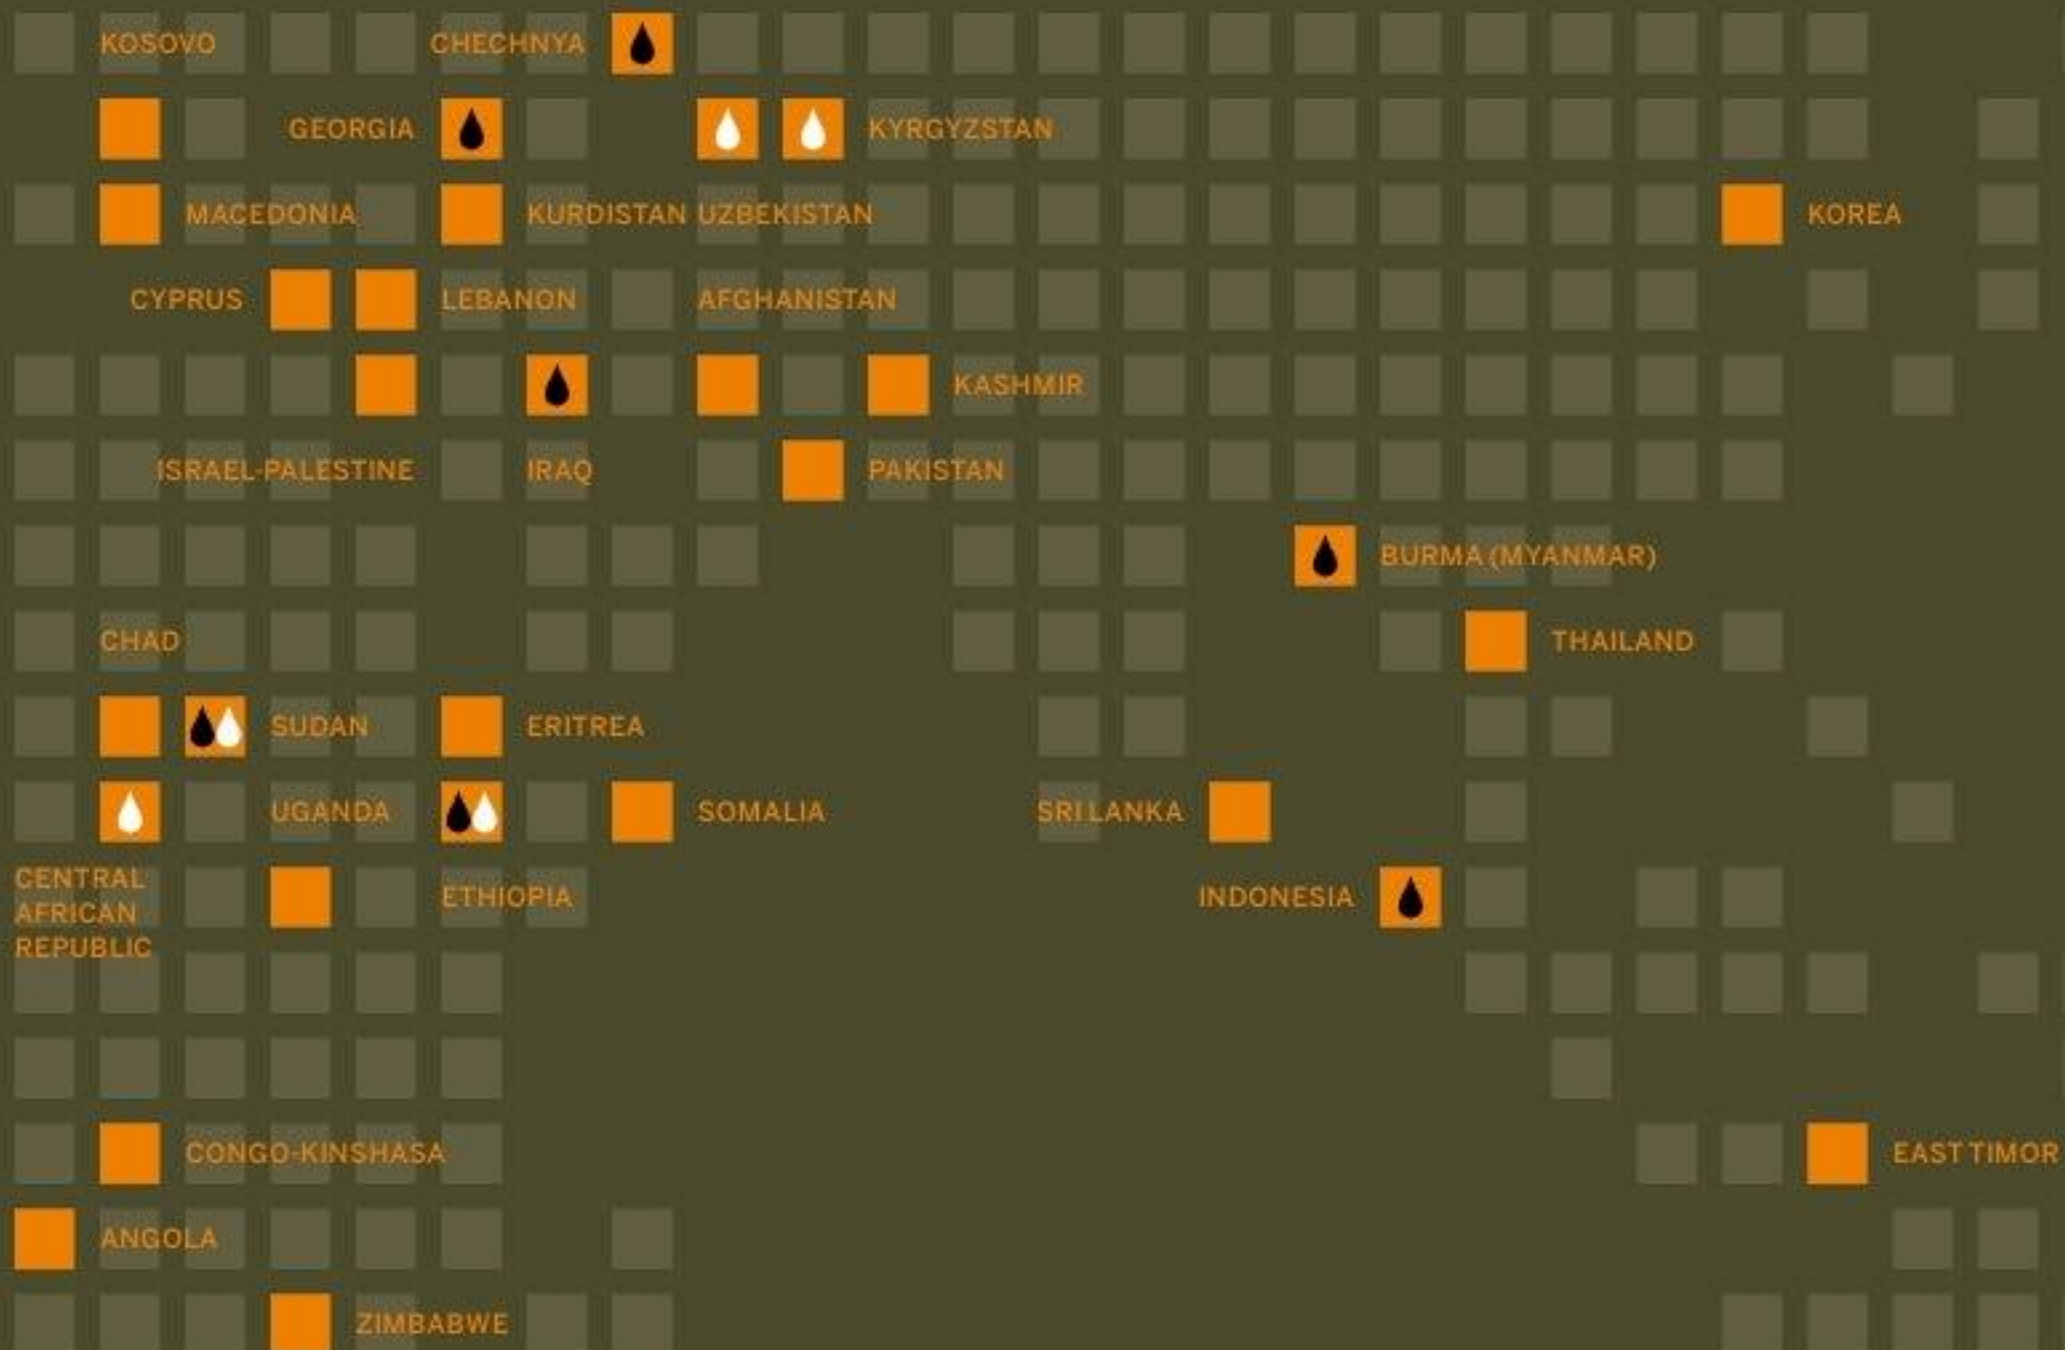 KOSOVO
CHECHNYA
GEORGIA
KYRGYZSTAN
MACEDONIA
KURDISTAN
UZBEKISTAN
KOREA
CYPRUS
LEBANON
AFGHANISTAN
KASHMIR
ISRAEL-PALESTINE
IRAQ
PAKISTAN
BURMA (MYANMAR)
CHAD
THAILAND
SUDAN
ERITREA
UGANDA
SOMALIA
SRI LANKA
CENTRAL
AFRICAN
REPUBLIC
ETHIOPIA
INDONESIA
CONGO-KINSHASA
EAST TIMOR
ANGOLA
ZIMBABWE